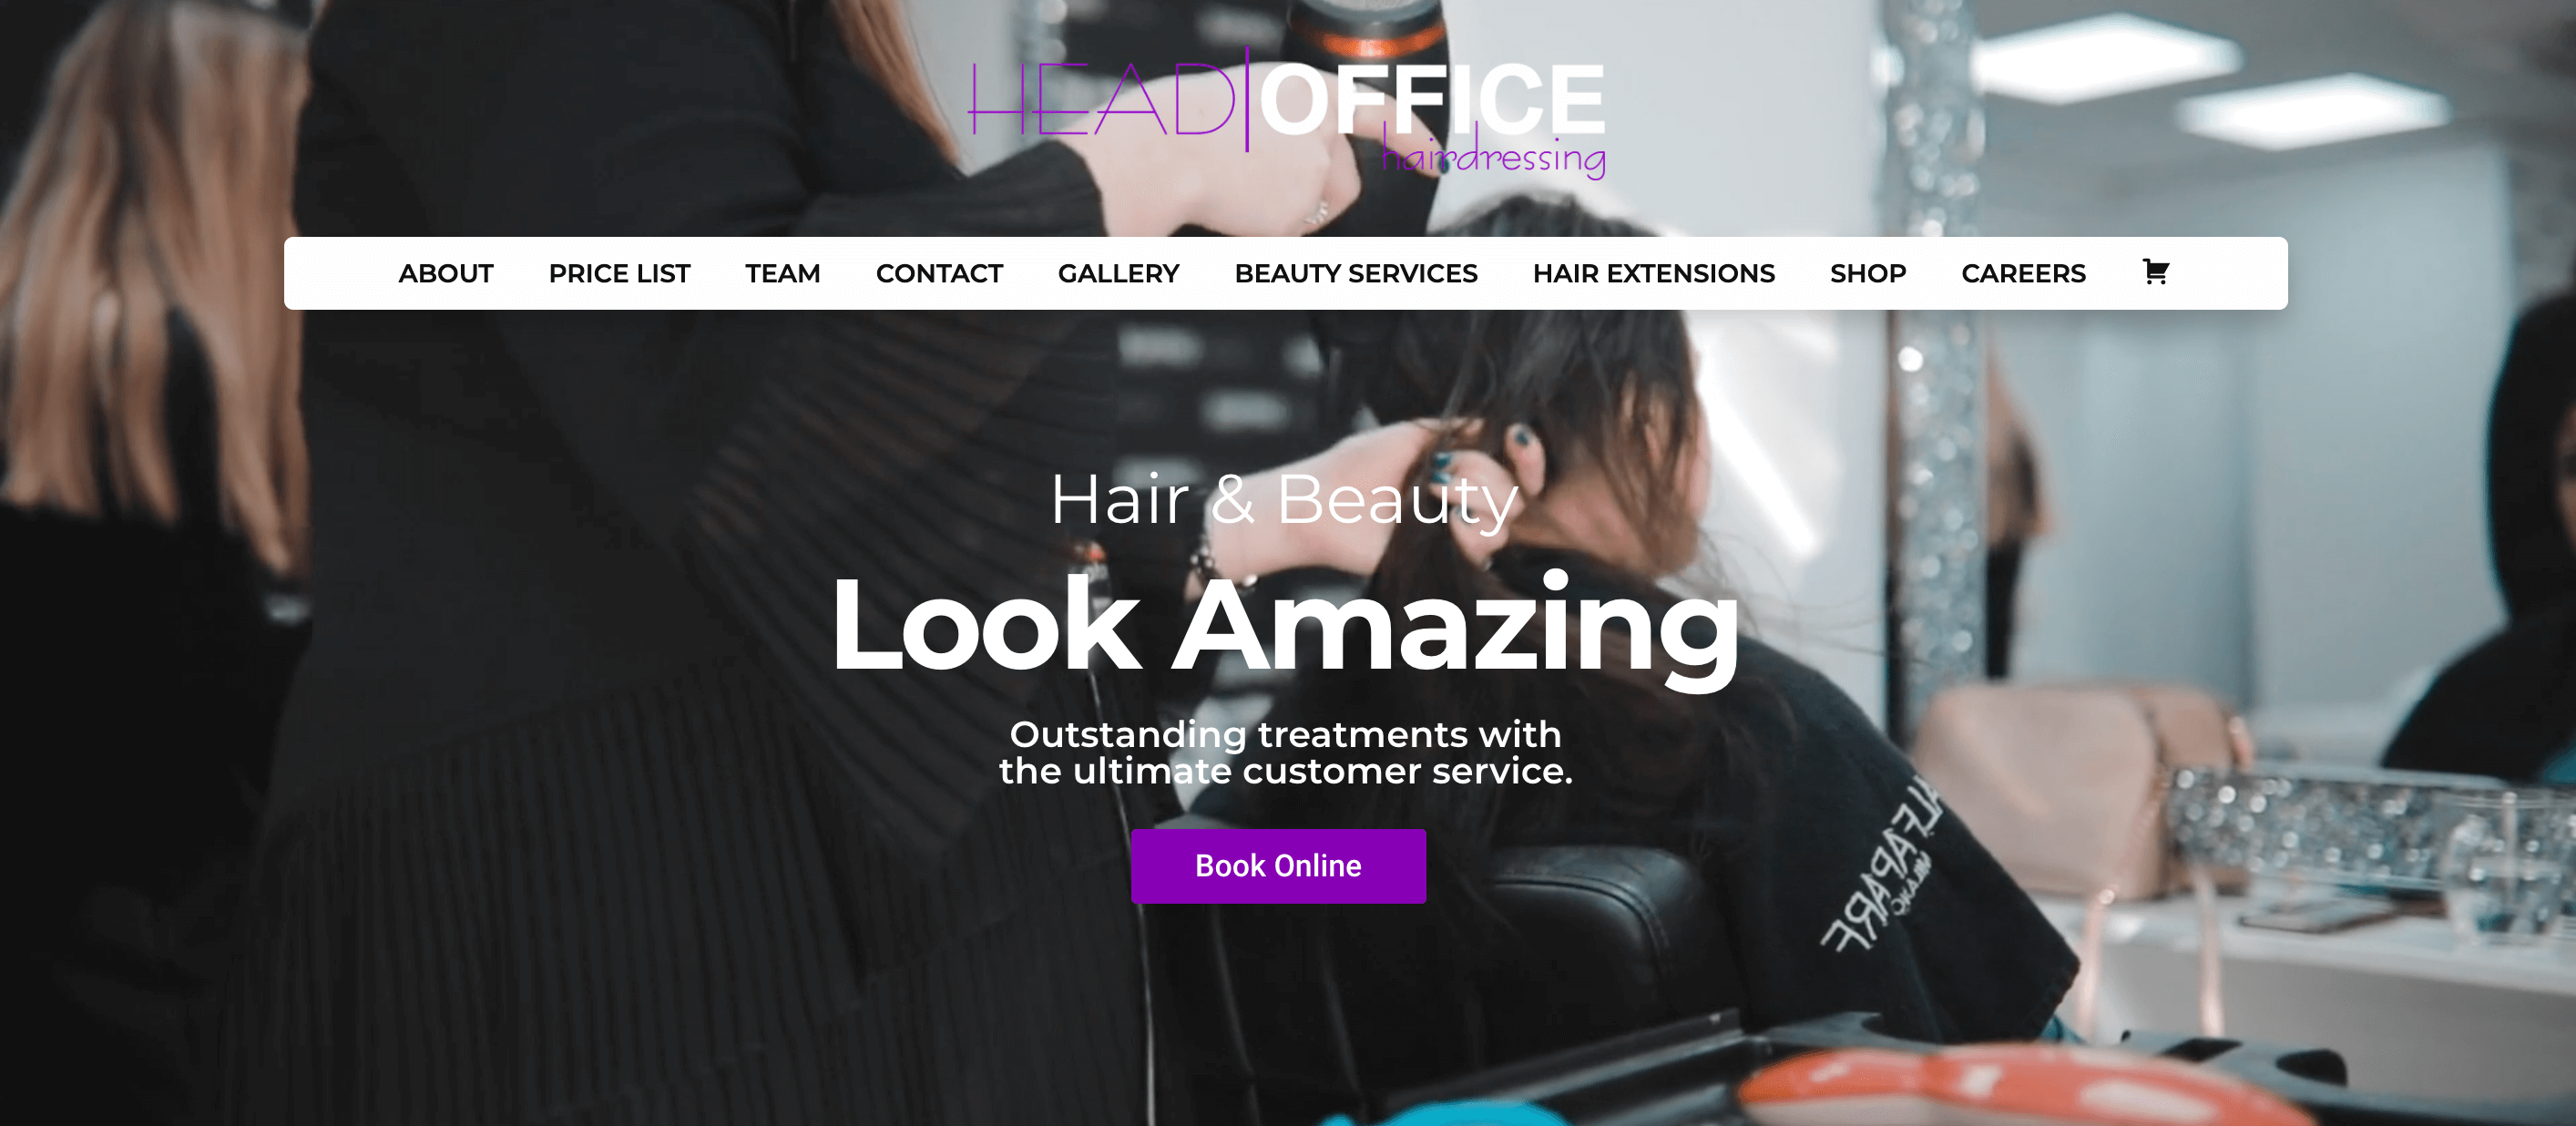 HEAD|OFFICE
hairdressing
ABOUT PRICE LIST TEAM CONTACT GALLERY BEAUTY SERVICES HAIR EXTENSIONS SHOP CAREERS
Hair & Beauty
Look Amazing
Outstanding treatments with
the ultimate customer service.
Book Online
ALFAPARF
MILANO